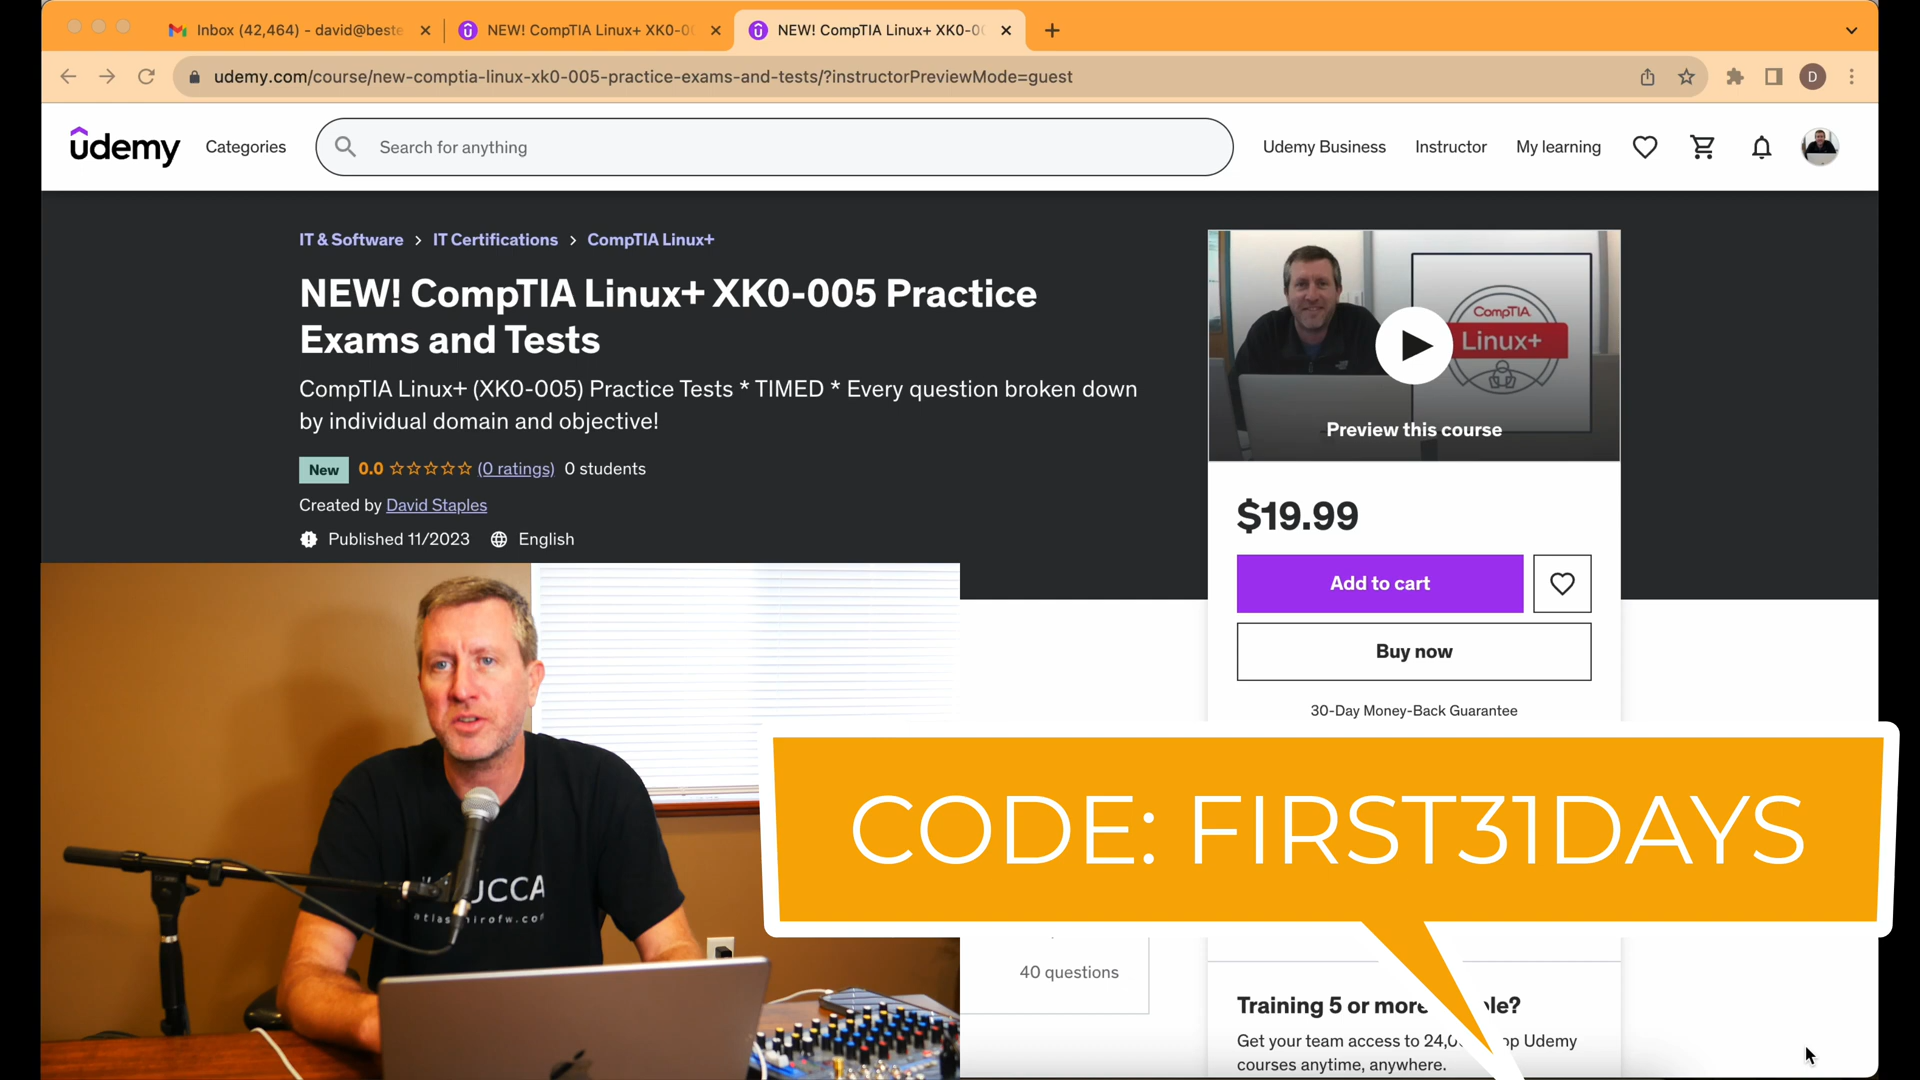 Inbox (42,464) - david@beste
NEW! CompTIA Linux+ XK0-0
NEW! CompTIA Linux+ XK0-0
udemy.com/course/new-comptia-linux-xk0-005-practice-exams-and-tests/?instructorPreviewMode=guest
D
udemy
Categories
Search for anything
Udemy Business
Instructor
My learning
IT & Software > IT Certifications > CompTIA Linux+
NEW! CompTIA Linux+ XK0-005 Practice
Exams and Tests
CompTIA Linux+ (XK0-005) Practice Tests * TIMED * Every question broken down
by individual domain and objective!
New 0.0 (0 ratings) 0 students
Created by David Staples
Published 11/2023 English
CompTIA.
Linux+
Preview this course
$19.99
Add to cart
Buy now
30-Day Money-Back Guarantee
CODE: FIRST31DAYS
UCCA
40 questions
Training 5 or more
Get your team access to Udemy
courses anytime, anywhere.